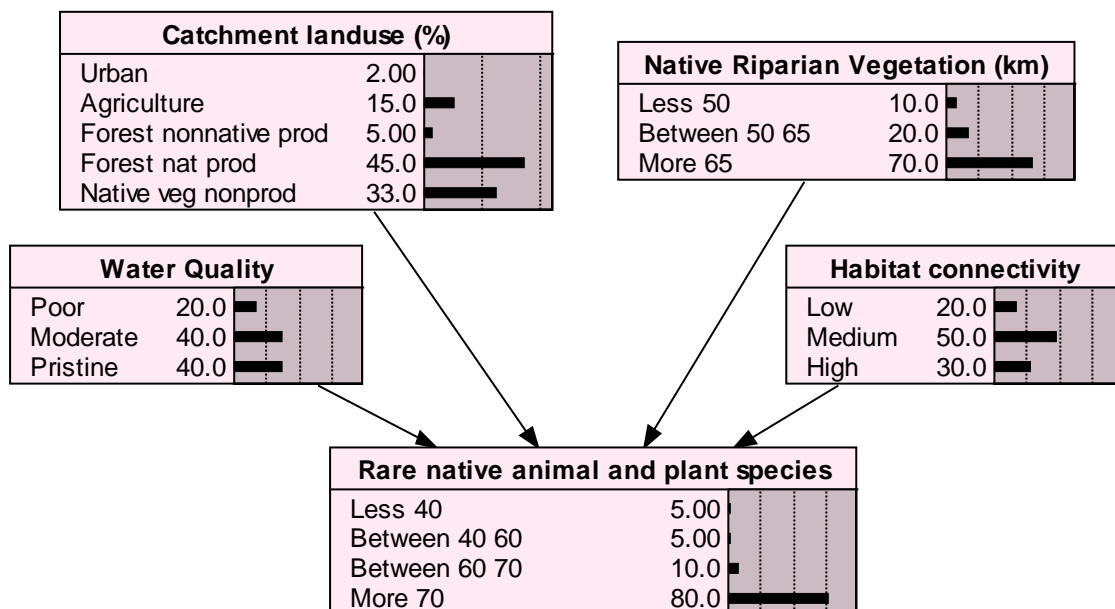 Catchment landuse (%)
Urban 2.00
Agriculture 15.0
Forest nonnative prod 5.00
Forest nat prod 45.0
Native veg nonprod 33.0
Native Riparian Vegetation (km)
Less 50 10.0
Between 50 65 20.0
More 65 70.0
Water Quality
Poor 20.0
Moderate 40.0
Pristine 40.0
Habitat connectivity
Low 20.0
Medium 50.0
High 30.0
Rare native animal and plant species
Less 40 5.00
Between 40 60 5.00
Between 60 70 10.0
More 70 80.0